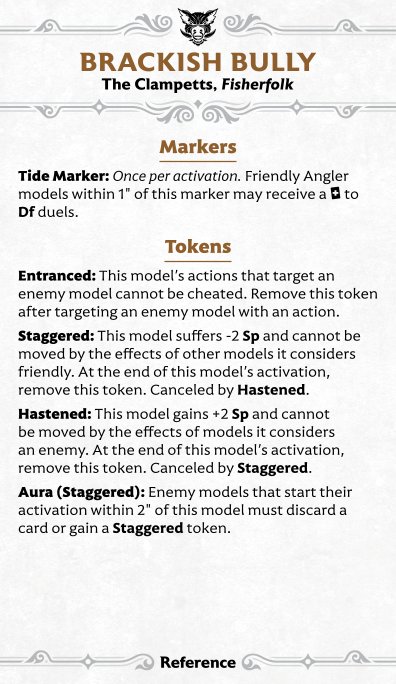 BRACKISH BULLY
The Clampetts, Fisherfolk
Markers
Tide Marker: Once per activation. Friendly Angler
models within 1" of this marker may receive a + to
Df duels.
Tokens
Entranced: This model's actions that target an
enemy model cannot be cheated. Remove this token
after targeting an enemy model with an action.
Staggered: This model suffers -2 Sp and cannot be
moved by the effects of other models it considers
friendly. At the end of this model's activation,
remove this token. Canceled by Hastened.
Hastened: This model gains +2 Sp and cannot
be moved by the effects of models it considers
an enemy. At the end of this model's activation,
remove this token. Canceled by Staggered.
Aura (Staggered): Enemy models that start their
activation within 2" of this model must discard a
card or gain a Staggered token.
Reference